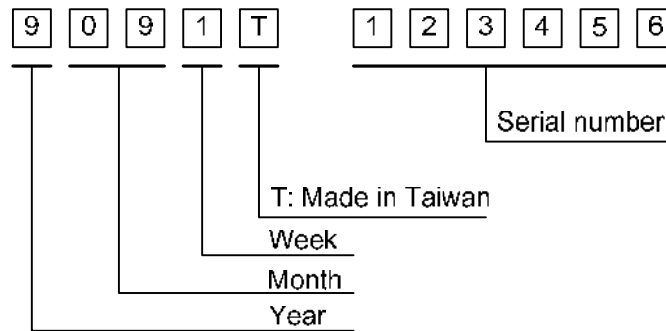 9 0 9 1 T 1 2 3 4 5 6
Serial number
T: Made in Taiwan
Week
Month
Year